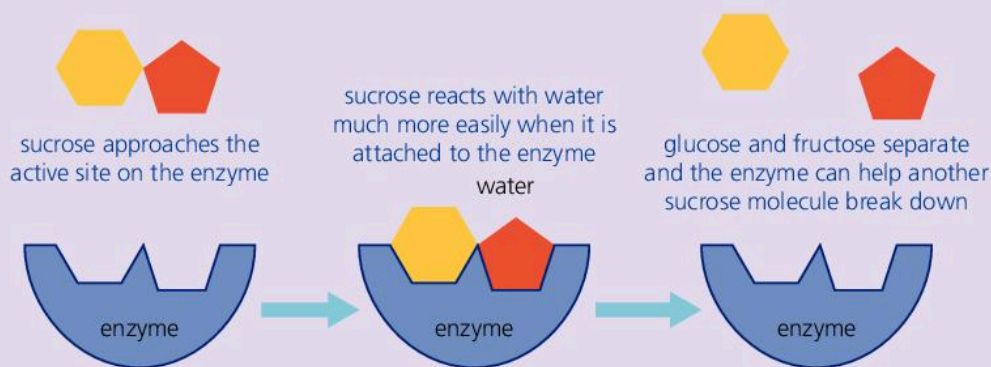 sucrose approaches the
active site on the enzyme
enzyme
sucrose reacts with water
much more easily when it is
attached to the enzyme
water
enzyme
glucose and fructose separate
and the enzyme can help another
sucrose molecule break down
enzyme